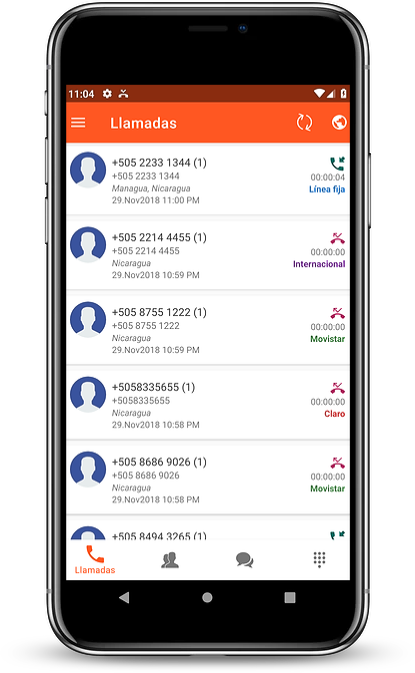 11:04
Llamadas
+505 2233 1344 (1)
+505 2233 1344
00:00:04
Managua, Nicaragua
Línea fija
29.Nov2018 11:00 PM
+505 2214 4455 (1)
+505 2214 4455
00:00:00
Nicaragua
Internacional
29.Nov2018 10:59 PM
+505 8755 1222 (1)
+505 8755 1222
00:00:00
Nicaragua
Movistar
29.Nov2018 10:59 PM
+5058335655 (1)
+5058335655
00:00:00
Nicaragua
Claro
29.Nov2018 10:58 PM
+505 8686 9026 (1)
+505 8686 9026
00:00:00
Nicaragua
Movistar
29.Nov2018 10:58 PM
+505 8494 3265 (1)
Llamadas